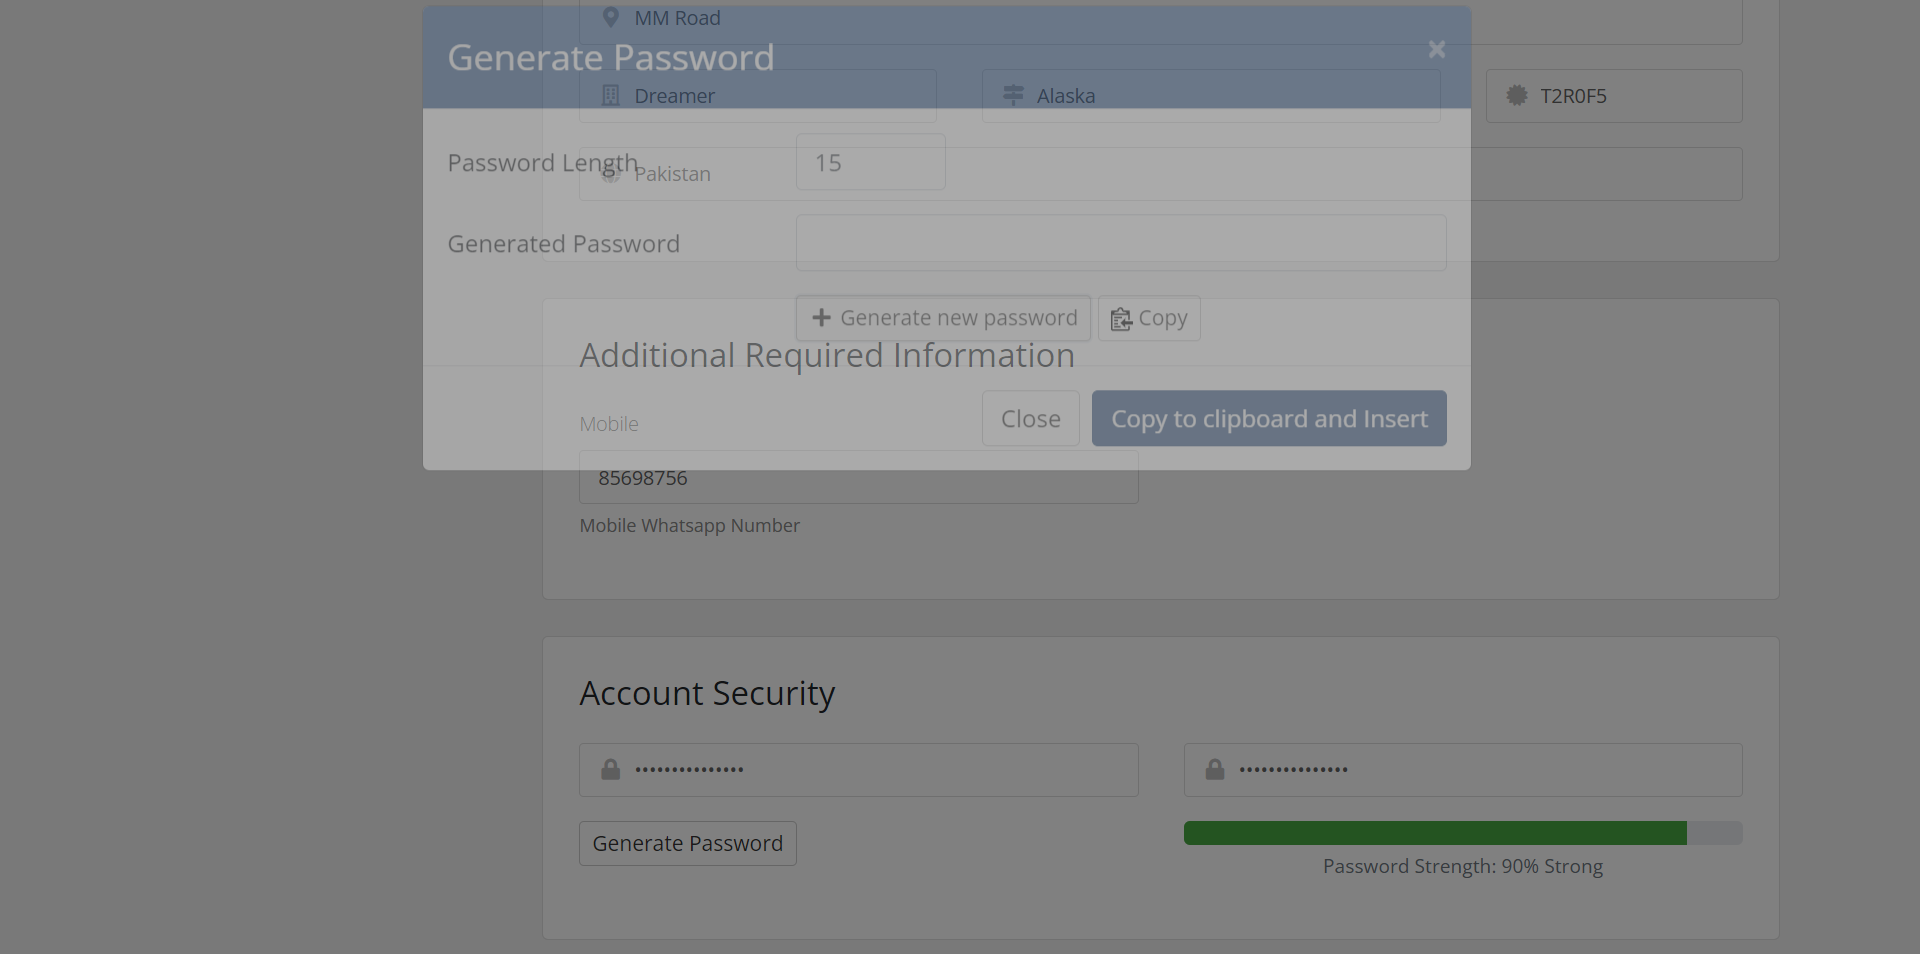 MM Road
Generate Password
×
Dreamer
Alaska
T2R0F5
Password Length
15
Pakistan
Generated Password
Generate new password
Copy
Additional Required Information
Close
Copy to clipboard and Insert
Mobile
85698756
Mobile Whatsapp Number
Account Security
•••••••••••••••
•••••••••••••••
Generate Password
Password Strength: 90% Strong